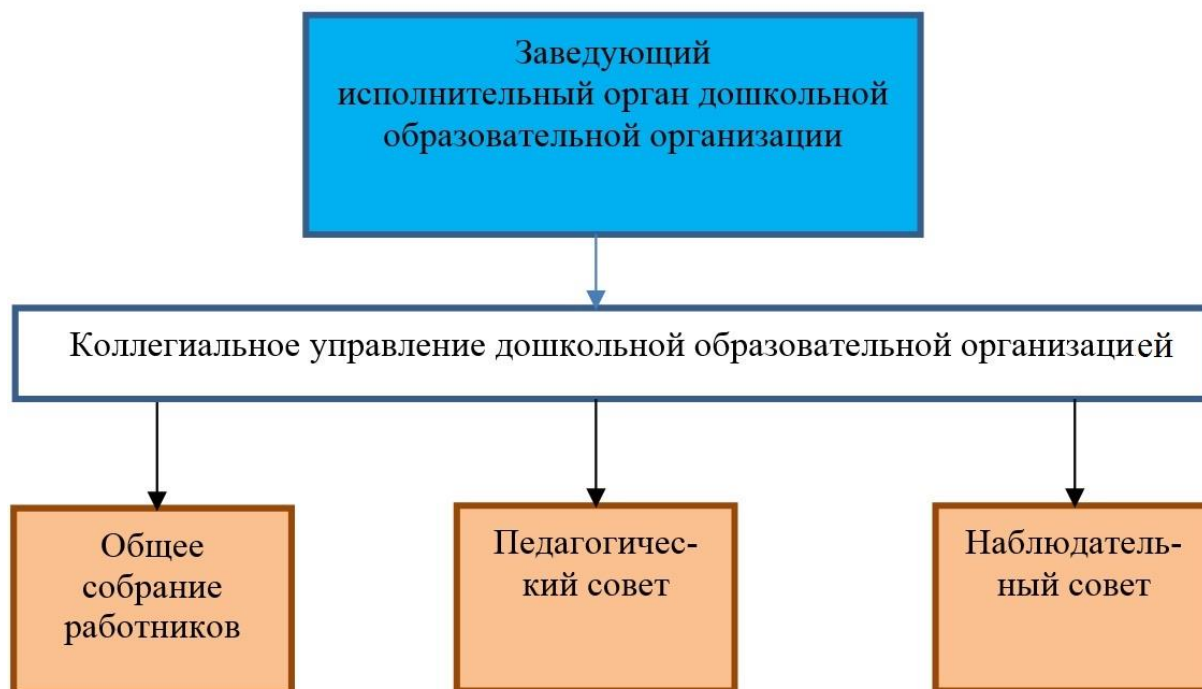 Заведующий
исполнительный орган дошкольной
образовательной организации
Коллегиальное управление дошкольной образовательной организацией
Общее
собрание
работников
Педагогичес-
кий совет
Наблюдатель-
ный совет